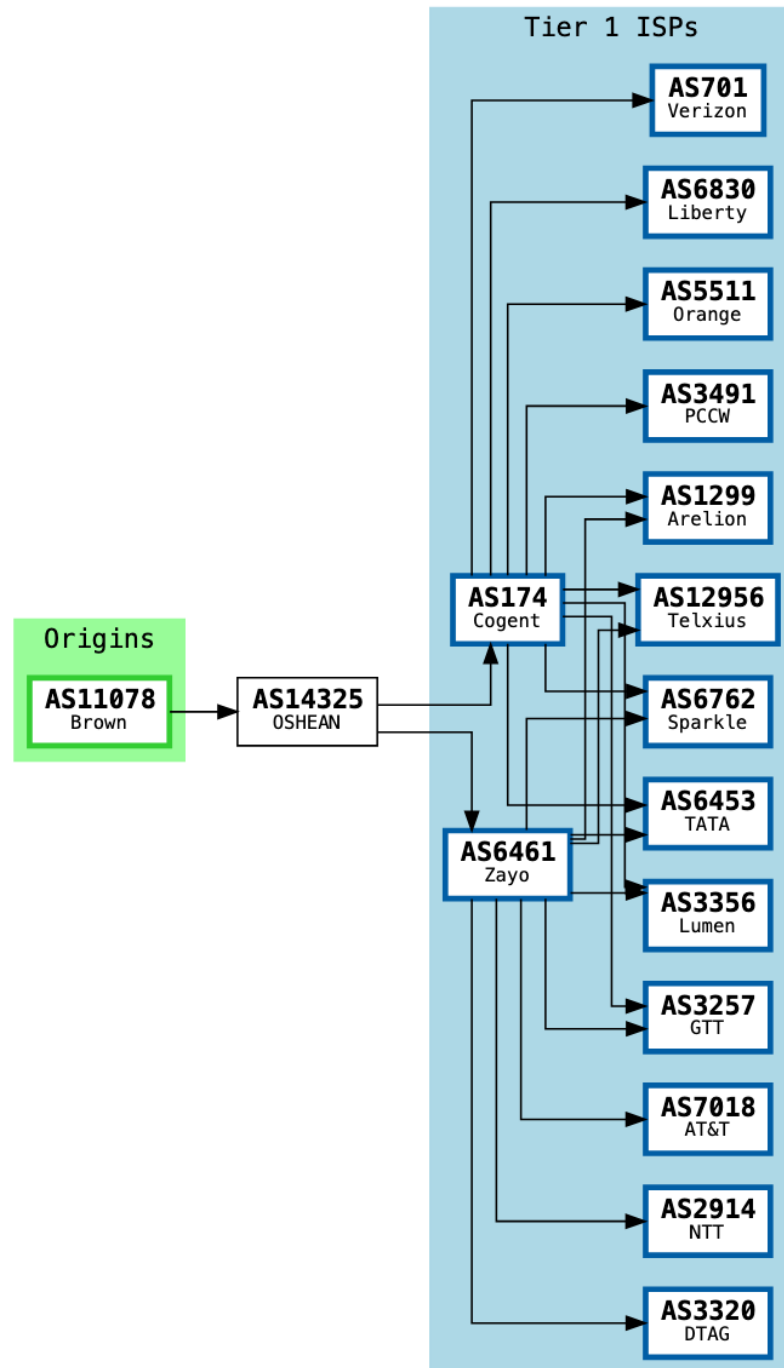 Tier 1 ISPs
AS701
Verizon
AS6830
Liberty
AS5511
Orange
AS3491
PCCW
AS1299
Arelion
AS174
Cogent
AS12956
Telxius
Origins
AS11078
Brown
AS14325
OSHEAN
AS6762
Sparkle
AS6453
TATA
AS6461
Zayo
AS3356
Lumen
AS3257
GTT
AS7018
AT&T
AS2914
NTT
AS3320
DTAG